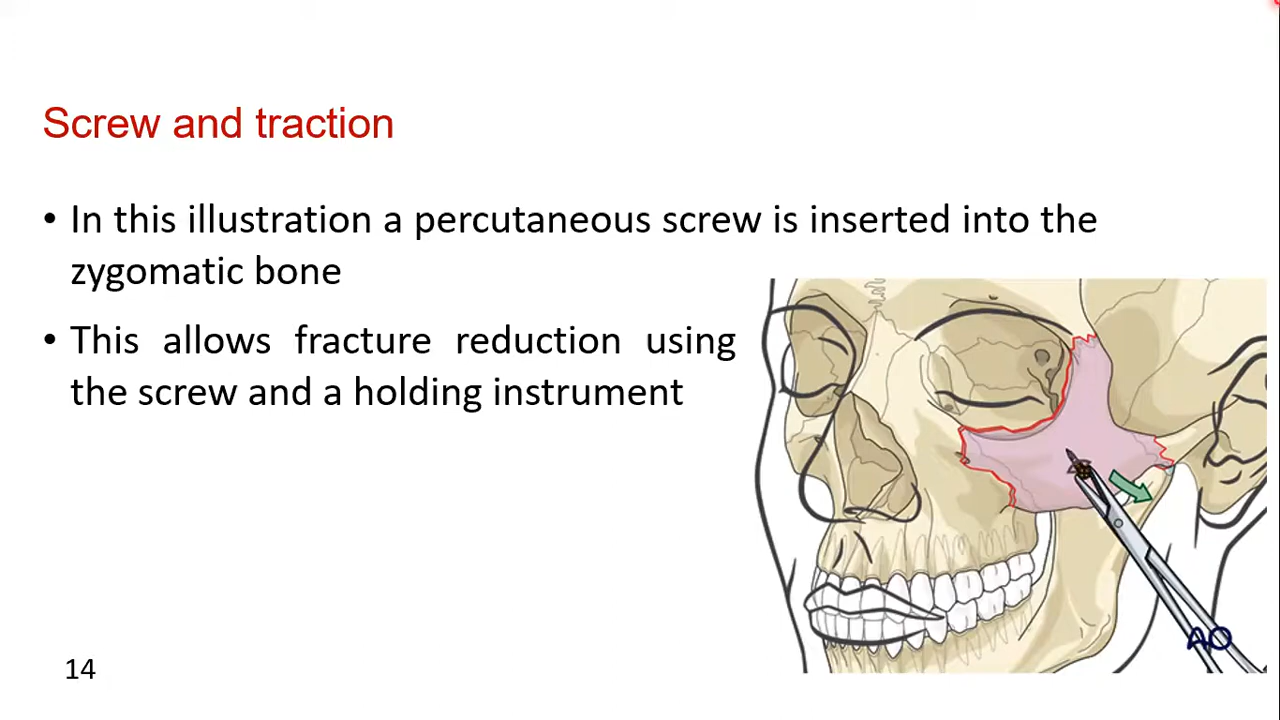 Screw and traction
• In this illustration a percutaneous screw is inserted into the
zygomatic bone
• This allows fracture reduction using
the screw and a holding instrument
AO
14